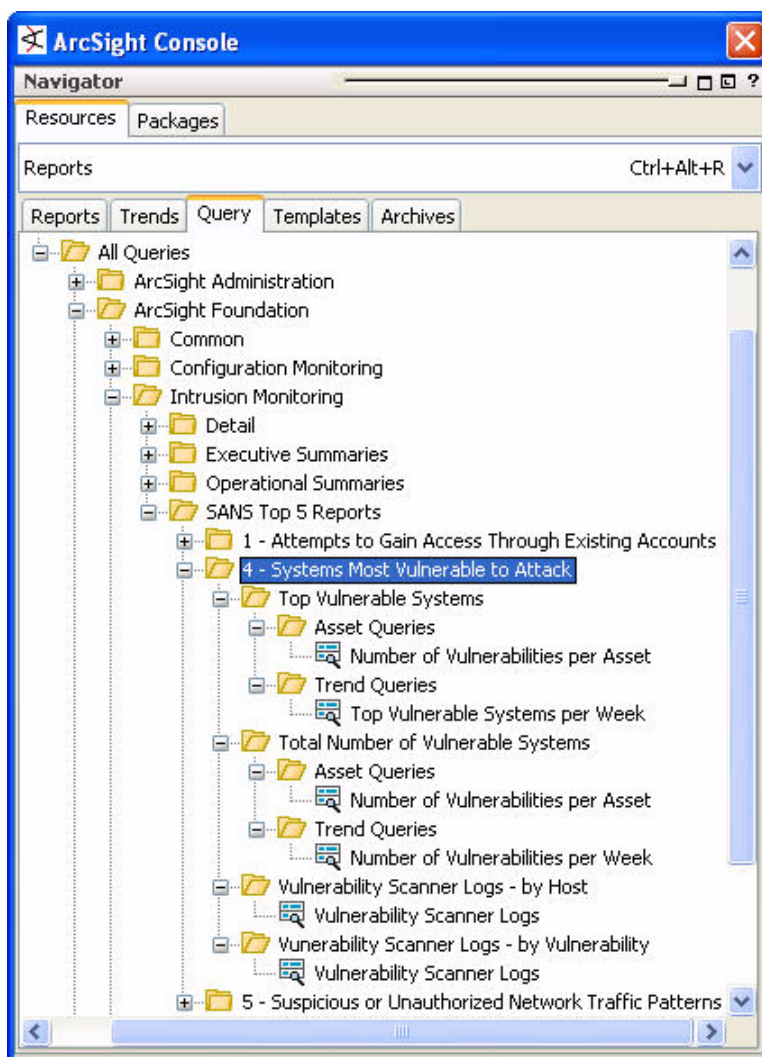 ArcSight Console
Navigator ?
Resources Packages
Reports Ctrl+Alt+R
Reports Trends Query Templates Archives
All Queries
ArcSight Administration
ArcSight Foundation
Common
Configuration Monitoring
Intrusion Monitoring
Detail
Executive Summaries
Operational Summaries
SANS Top 5 Reports
1 - Attempts to Gain Access Through Existing Accounts
4 - Systems Most Vulnerable to Attack
Top Vulnerable Systems
Asset Queries
Number of Vulnerabilities per Asset
Trend Queries
Top Vulnerable Systems per Week
Total Number of Vulnerable Systems
Asset Queries
Number of Vulnerabilities per Asset
Trend Queries
Number of Vulnerabilities per Week
Vulnerability Scanner Logs - by Host
Vulnerability Scanner Logs
Vunerability Scanner Logs - by Vulnerability
Vulnerability Scanner Logs
5 - Suspicious or Unauthorized Network Traffic Patterns